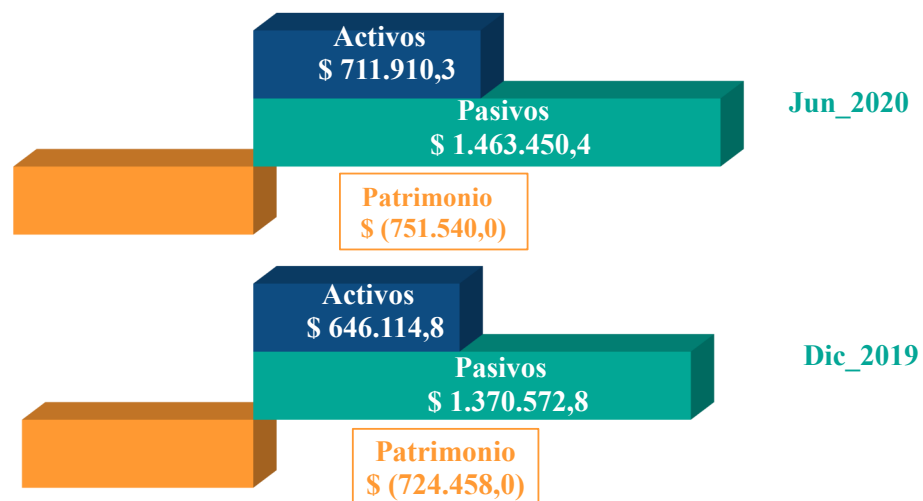 Activos
$ 711.910,3
Pasivos
$ 1.463.450,4
Jun_2020
Patrimonio
$ (751.540,0)
Activos
$ 646.114,8
Pasivos
$ 1.370.572,8
Dic_2019
Patrimonio
$ (724.458,0)